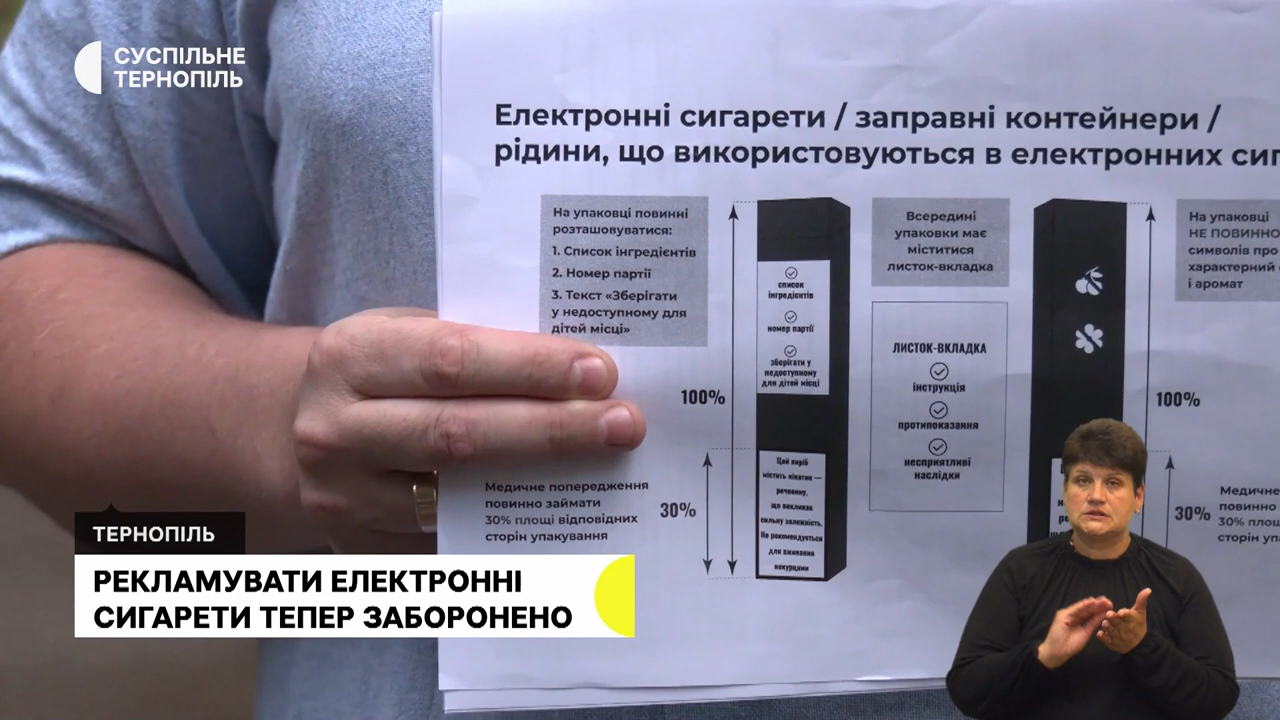 СУСПІЛЬНЕ
ТЕРНОПІЛЬ
Електронні сигарети / заправні контейнери /
рідини, що використовуються в електронних
На упаковці повинні
розташовуватися:
1. Список інгредієнтів
2. Номер партії
3. Текст «Зберігати
у недоступному для
дітей місці»
список
інгредієнтів
номер партії
зберігати у
недоступному
для дітей місці
Всередині
упаковки має
міститися
листок-вкладка
ЛИСТОК-ВКЛАДКА
інструкція
протипоказання
несприятливі
наслідки
На упаковці
НЕ ПОВИННО
символів про
характерний
і аромат
100%
100%
Медичне попередження
повинно займати
30% площі відповідних
сторін упакування
30%
Цей виріб
містить нікотин —
речовину,
що викликає
сильну залежність.
Не рекомендується
для вживання
некурцями
30%
Медичне
повинно
30% площі
сторін
ТЕРНОПІЛЬ
РЕКЛАМУВАТИ ЕЛЕКТРОННІ
СИГАРЕТИ ТЕПЕР ЗАБОРОНЕНО